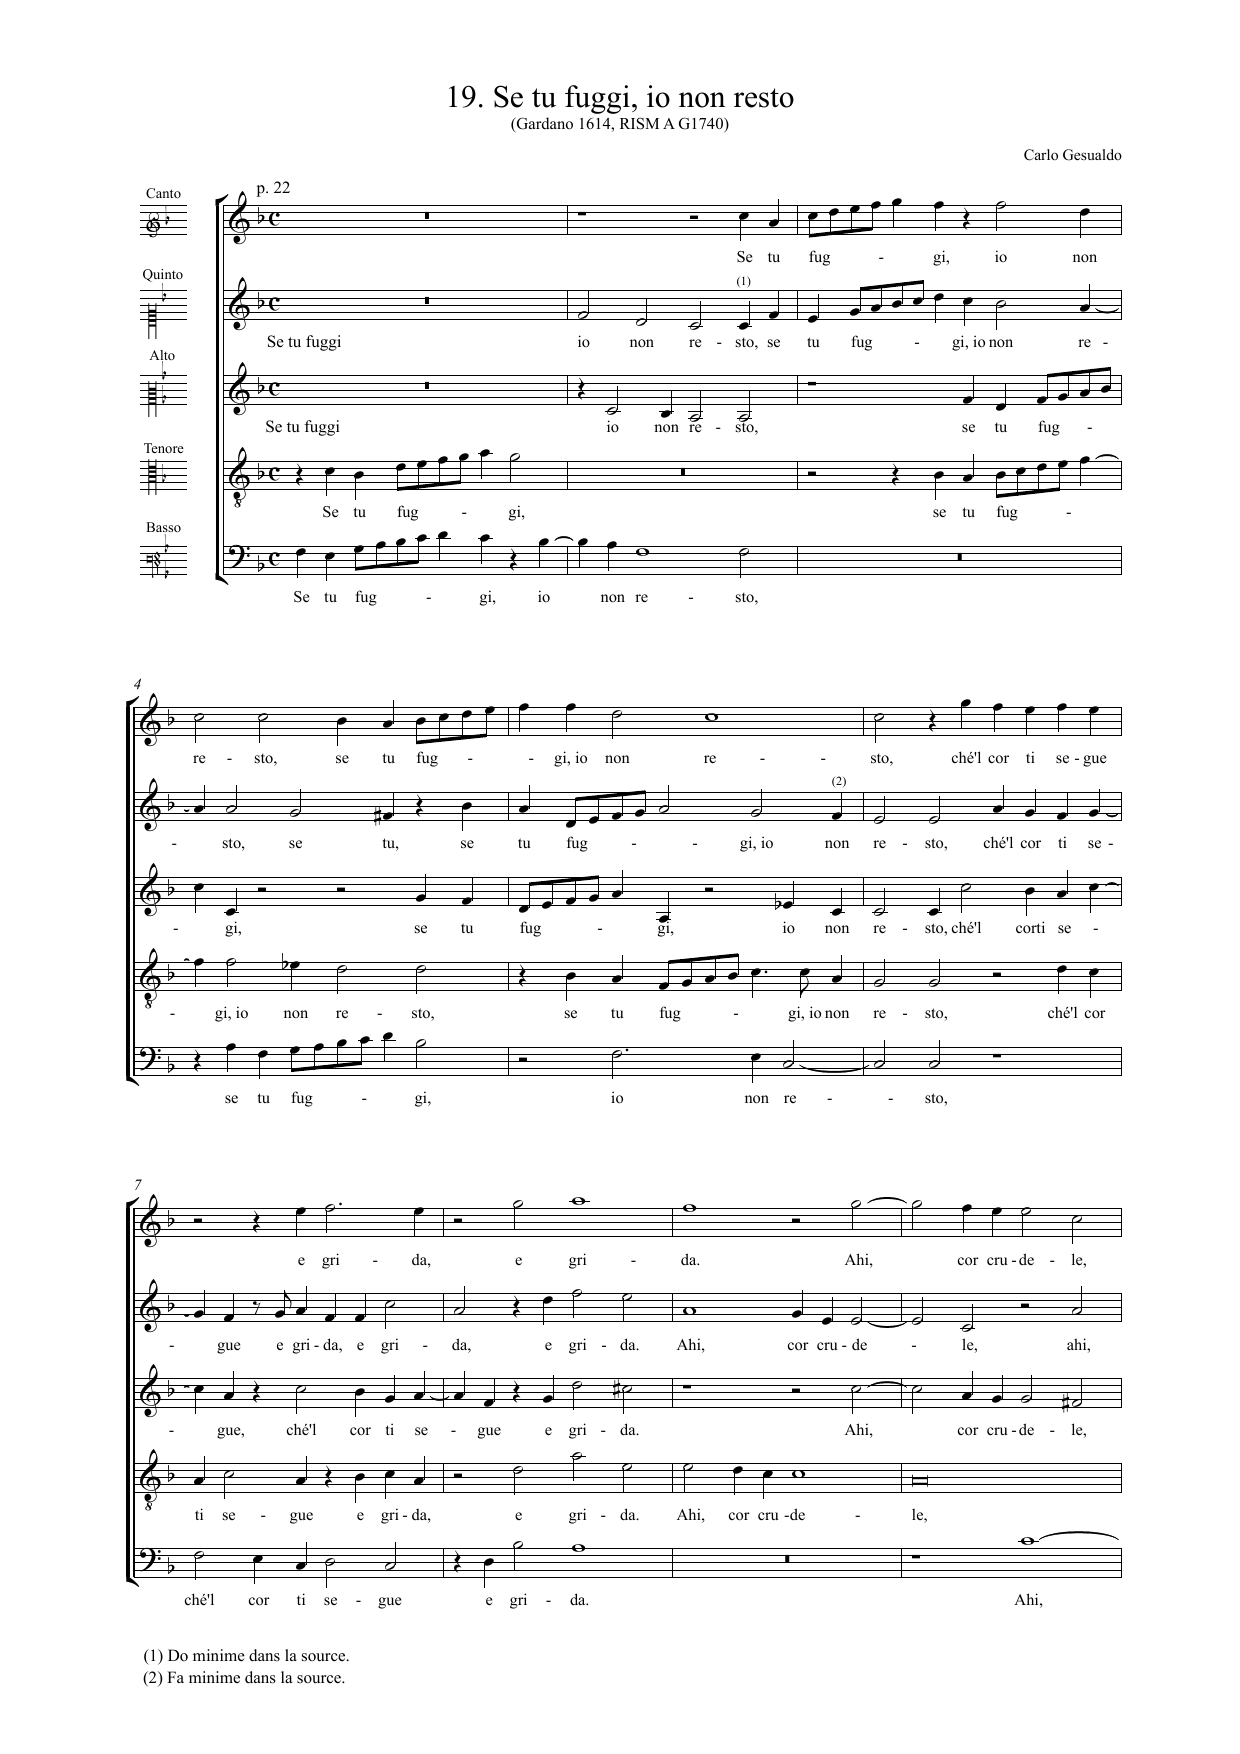 19. Se tu fuggi, io non resto
(Gardano 1614, RISM A G1740)
Carlo Gesualdo
p. 22
Canto
Se tu fug - gi, io non
Quinto
(1)
Se tu fuggi io non re - sto, se tu fug - gi, io non re -
Alto
Se tu fuggi io non re - sto, se tu fug -
Tenore
8
Se tu fug - gi, se tu fug -
Basso
Se tu fug - gi, io non re - sto,
4
re - sto, se tu fug - - gi, io non re - - sto, ché'l cor ti se - gue
(2)
- sto, se tu, se tu fug - - gi, io non re - sto, ché'l cor ti se -
- gi, se tu fug - gi, io non re - sto, ché'l corti se -
8
- gi, io non re - sto, se tu fug - gi, io non re - sto, ché'l cor
se tu fug - gi, io non re - - sto,
7
e gri - da, e gri - da. Ahi, cor cru - de - le,
- gue e gri - da, e gri - da, e gri - da. Ahi, cor cru - de - le, ahi,
- gue, ché'l cor ti se - gue e gri - da. Ahi, cor cru - de - le,
8
ti se - gue e gri - da, e gri - da. Ahi, cor cru - de - le,
ché'l cor ti se - gue e gri - da. Ahi,
(1) Do minime dans la source.
(2) Fa minime dans la source.